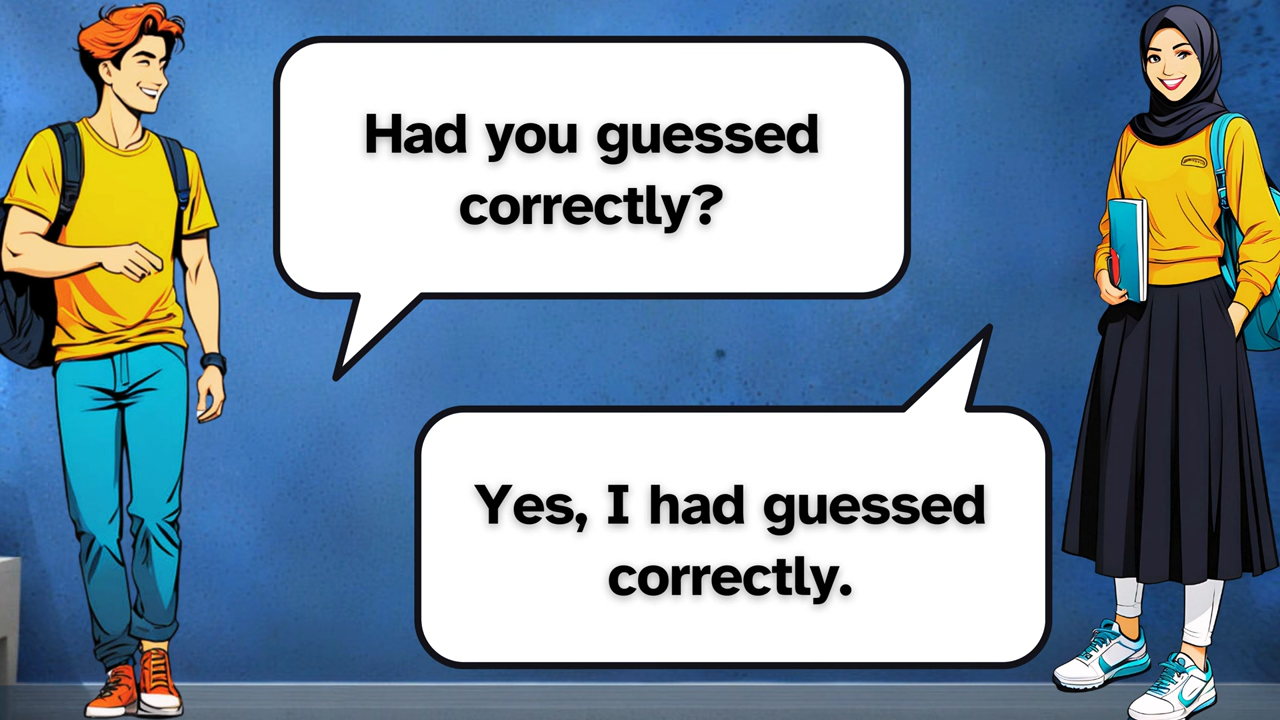 Had you guessed
correctly?
Yes, I had guessed
correctly.